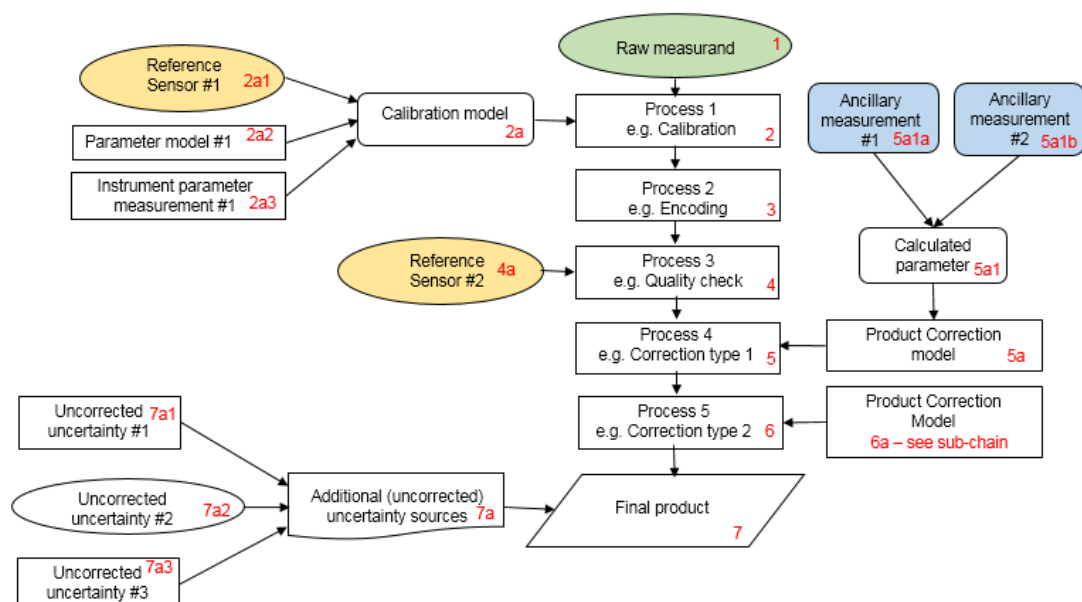 Raw measurand 1
Reference
Sensor #1 2a1
Parameter model #1 2a2
Instrument parameter
measurement #1 2a3
Calibration model
2a
Process 1
e.g. Calibration 2
Ancillary
measurement
#1 5a1a
Ancillary
measurement
#2 5a1b
Process 2
e.g. Encoding 3
Reference
Sensor #2 4a
Process 3
e.g. Quality check 4
Calculated
parameter 5a1
Process 4
e.g. Correction type 1 5
Product Correction
model 5a
Process 5
e.g. Correction type 2 6
Product Correction
Model
6a – see sub-chain
Uncorrected 7a1
uncertainty #1
Uncorrected
uncertainty #2 7a2
Uncorrected 7a3
uncertainty #3
Additional (uncorrected)
uncertainty sources 7a
Final product
7